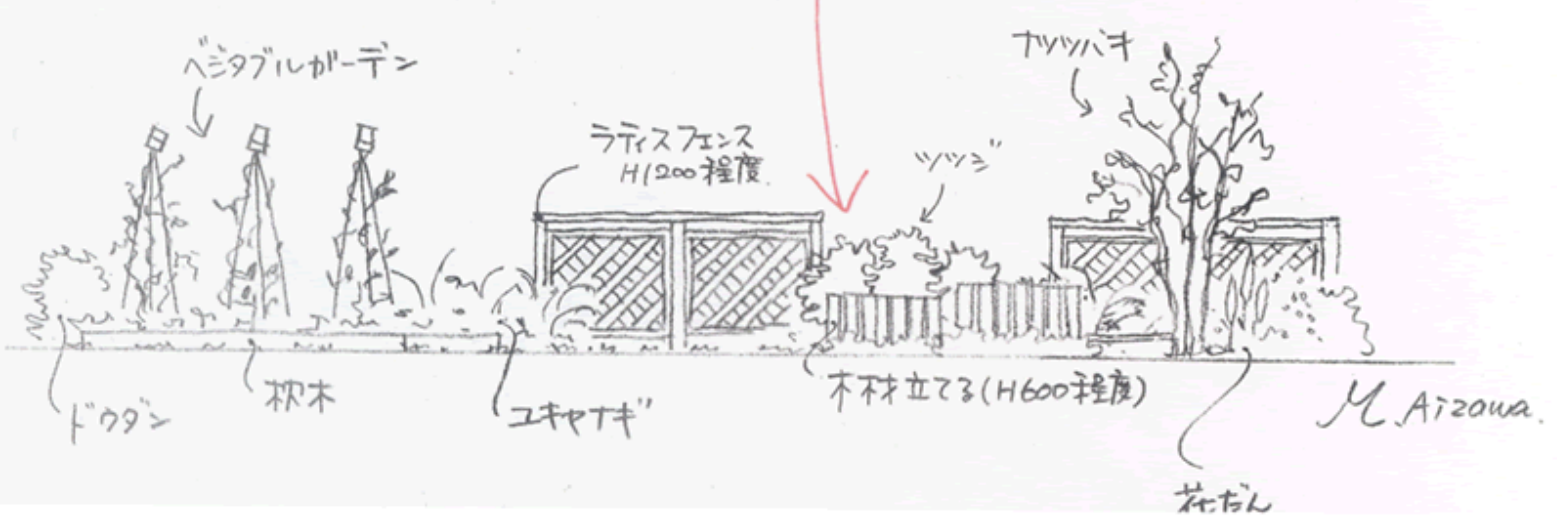 ベジタブルガーデン
ナツツバキ
ラティスフェンス
H1200程度
ツツジ
ドウダン
枕木
ユキヤナギ
木材立てる(H600程度)
M. Aizawa.
花だん